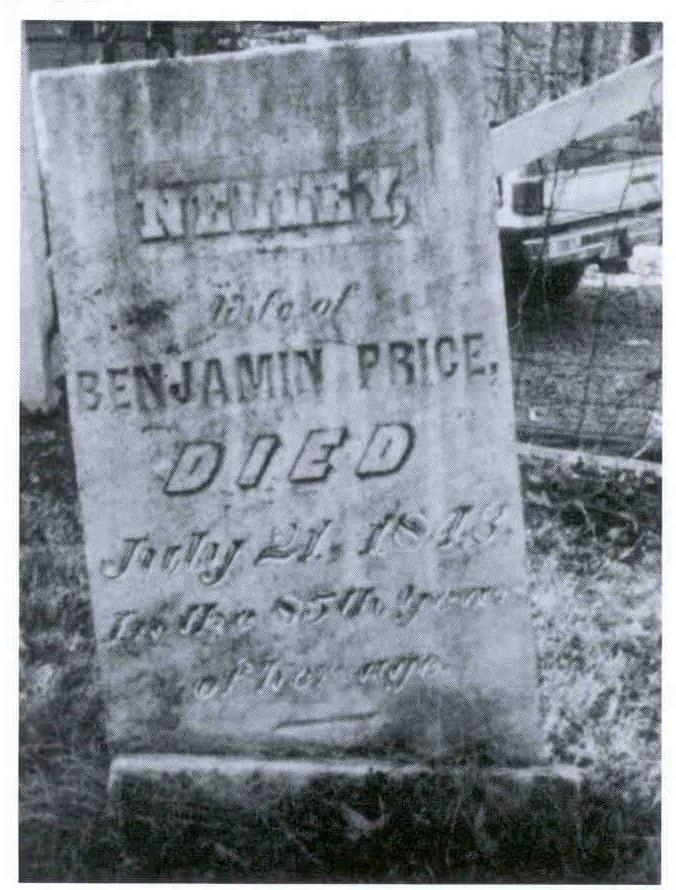 NELLEY,
Wife of
BENJAMIN PRICE,
DIED
July 21, 1843
In the 85th year
of her age